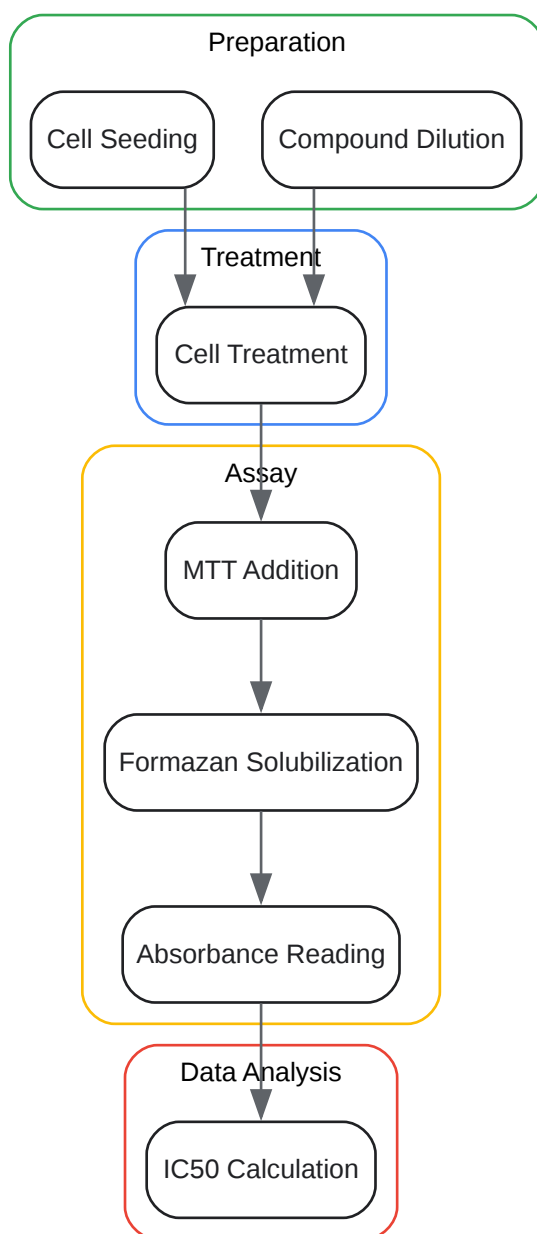 Preparation
Cell Seeding
Compound Dilution
Treatment
Cell Treatment
Assay
MTT Addition
Formazan Solubilization
Absorbance Reading
Data Analysis
IC50 Calculation